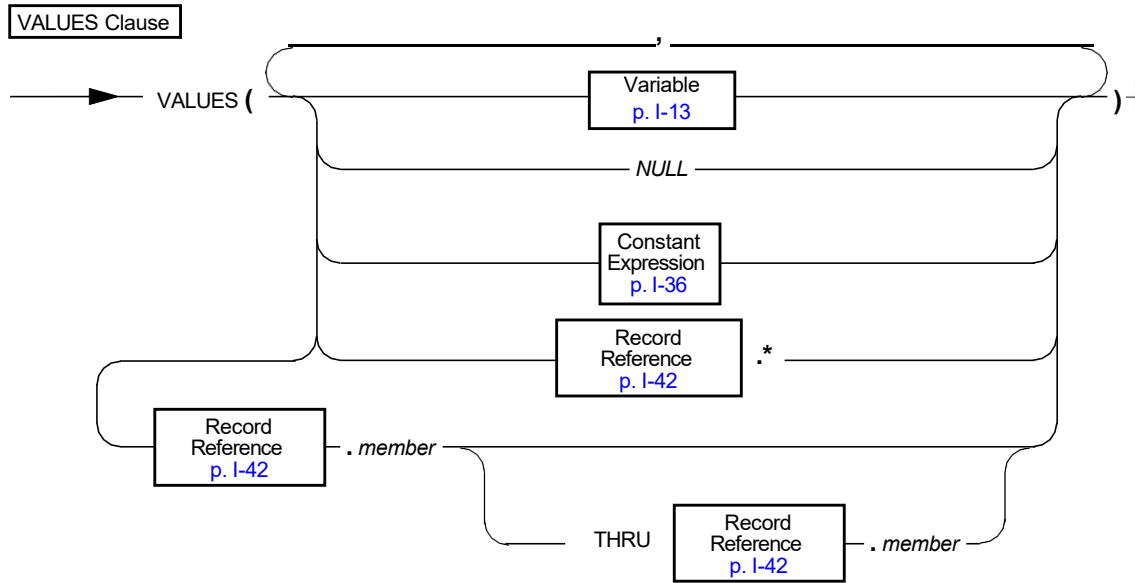 VALUES Clause
,
VALUES (
Variable
p. I-13
)
NULL
Constant
Expression
p. I-36
Record
Reference
p. I-42
.*
Record
Reference
p. I-42
. member
THRU
Record
Reference
p. I-42
. member